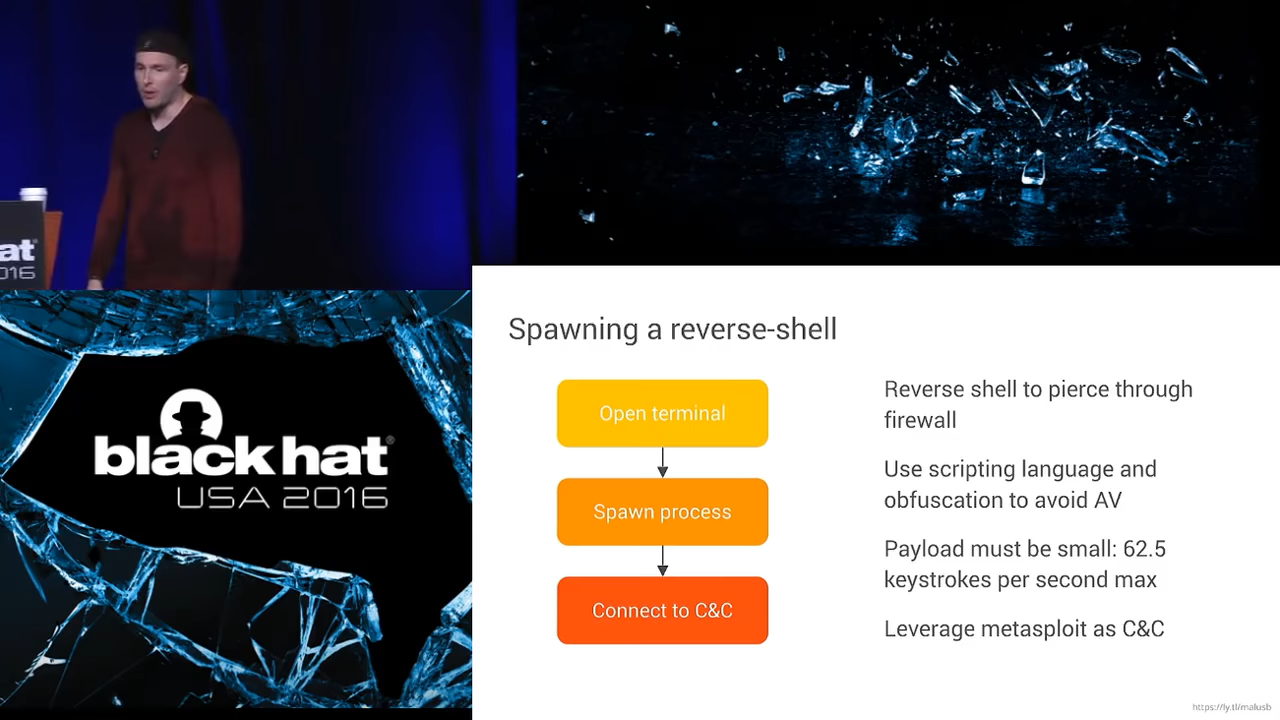 at
016
black hat®
USA 2016
Spawning a reverse-shell
Open terminal
Spawn process
Connect to C&C
Reverse shell to pierce through
firewall
Use scripting language and
obfuscation to avoid AV
Payload must be small: 62.5
keystrokes per second max
Leverage metasploit as C&C
https://ly.tl/malusb